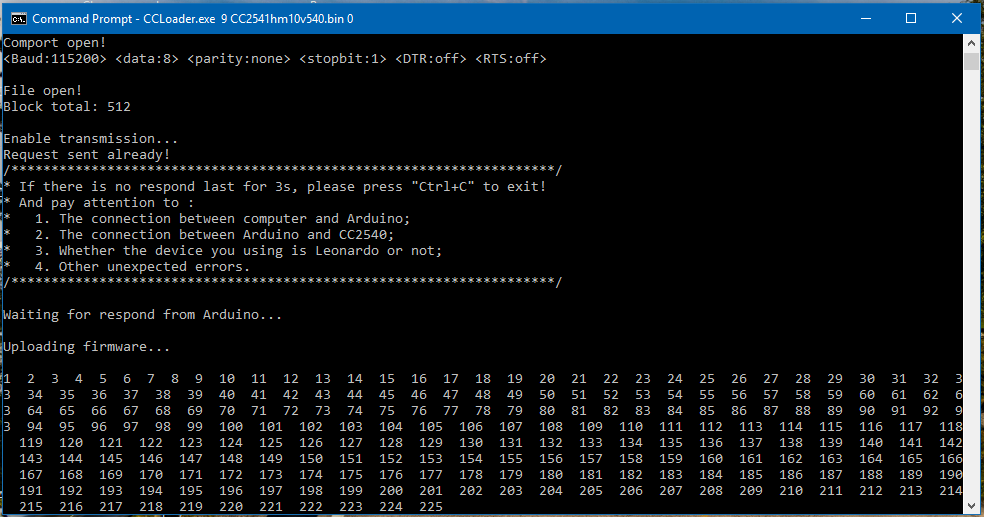 Command Prompt - CCLoader.exe 9 CC2541hm10v540.bin 0
Comport open!
<Baud:115200> <data:8> <parity:none> <stopbit:1> <DTR:off> <RTS:off>
File open!
Block total: 512
Enable transmission...
Request sent already!
/********************************************************************/
* If there is no respond last for 3s, please press "Ctrl+C" to exit!
* And pay attention to :
*   1. The connection between computer and Arduino;
*   2. The connection between Arduino and CC2540;
*   3. Whether the device you using is Leonardo or not;
*   4. Other unexpected errors.
/********************************************************************/
Waiting for respond from Arduino...
Uploading firmware...
1  2  3  4  5  6  7  8  9  10  11  12  13  14  15  16  17  18  19  20  21  22  23  24  25  26  27  28  29  30  31  32  3
3  34  35  36  37  38  39  40  41  42  43  44  45  46  47  48  49  50  51  52  53  54  55  56  57  58  59  60  61  62  6
3  64  65  66  67  68  69  70  71  72  73  74  75  76  77  78  79  80  81  82  83  84  85  86  87  88  89  90  91  92  9
3  94  95  96  97  98  99  100  101  102  103  104  105  106  107  108  109  110  111  112  113  114  115  116  117  118
119  120  121  122  123  124  125  126  127  128  129  130  131  132  133  134  135  136  137  138  139  140  141  142
143  144  145  146  147  148  149  150  151  152  153  154  155  156  157  158  159  160  161  162  163  164  165  166
167  168  169  170  171  172  173  174  175  176  177  178  179  180  181  182  183  184  185  186  187  188  189  190
191  192  193  194  195  196  197  198  199  200  201  202  203  204  205  206  207  208  209  210  211  212  213  214
215  216  217  218  219  220  221  222  223  224  225